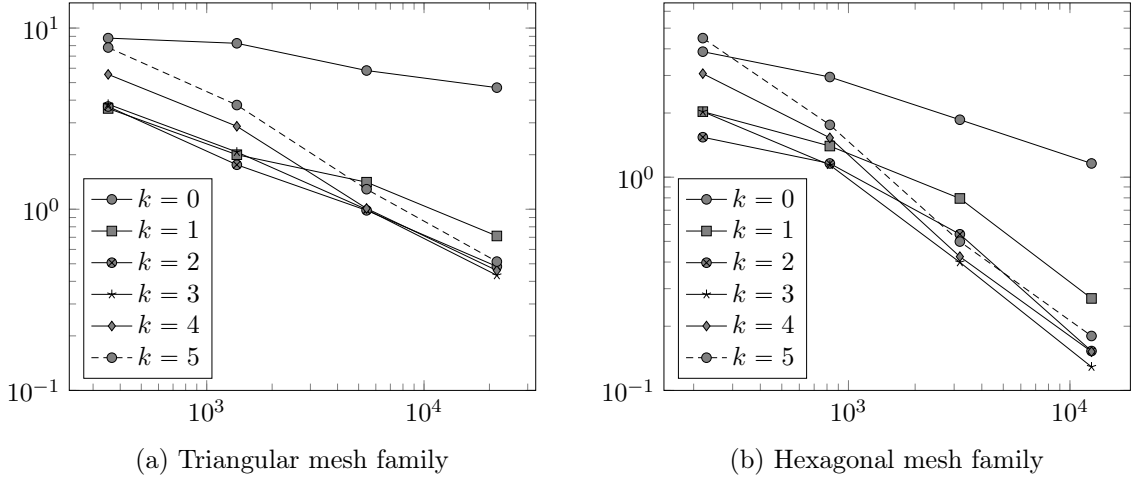 10^1
10^0
10^{-1}
10^3
10^4
k = 0
k = 1
k = 2
k = 3
k = 4
k = 5
(a) Triangular mesh family
10^0
10^{-1}
10^3
10^4
k = 0
k = 1
k = 2
k = 3
k = 4
k = 5
(b) Hexagonal mesh family